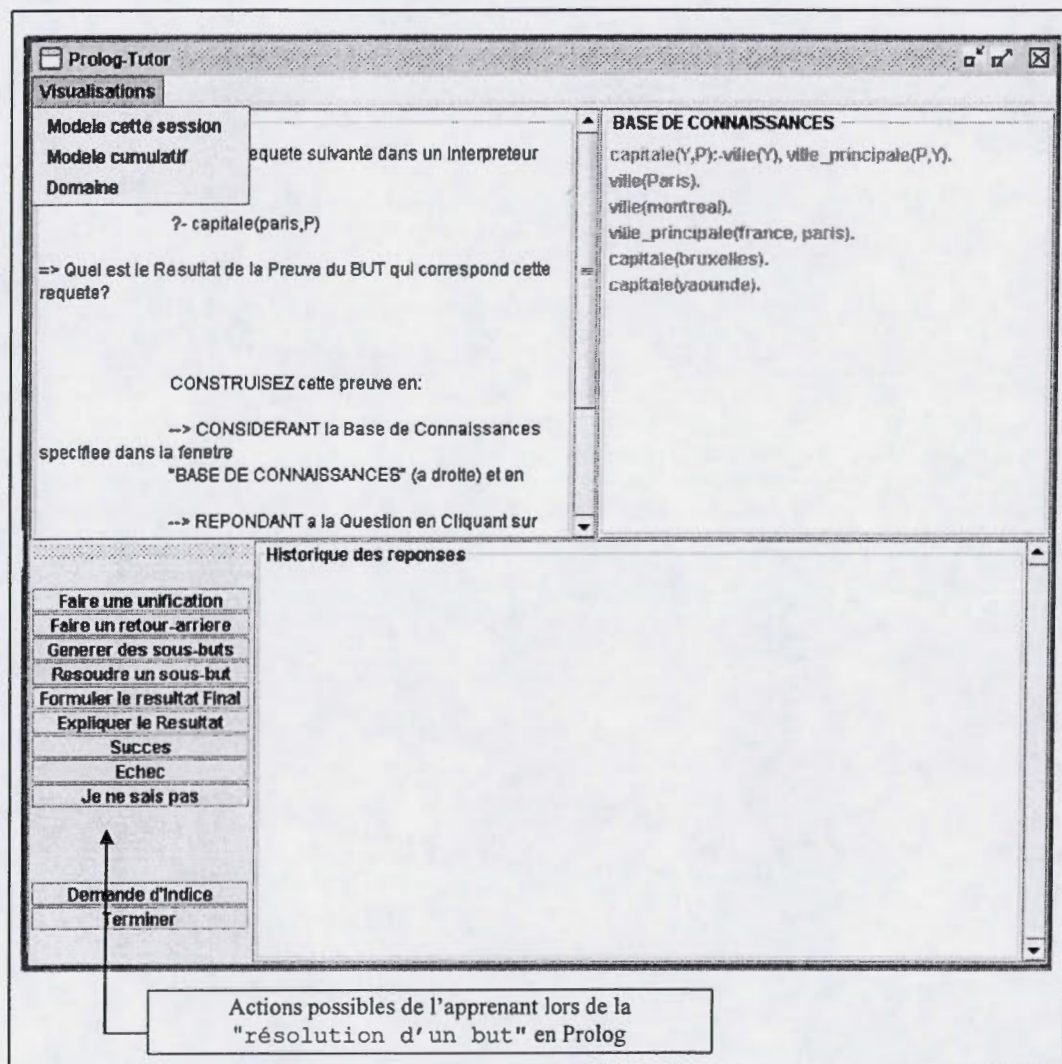 Prolog-Tutor
Visualisations
Modele cette session
Modele cumulatif
Domaine
equete suivante dans un Interpreteur
?- capitale(paris,P)
=> Quel est le Resultat de la Preuve du BUT qui correspond cette
requete?
CONSTRUISEZ cette preuve en:
--> CONSIDERANT la Base de Connaissances
specifiee dans la fenetre
"BASE DE CONNAISSANCES" (a droite) et en
--> REPONDANT a la Question en Cliquant sur
BASE DE CONNAISSANCES
capitale(Y,P):-ville(Y), ville_principale(P,Y).
ville(Paris).
ville(montreal).
ville_principale(france, paris).
capitale(bruxelles).
capitale(yaounde).
Historique des reponses
Faire une unification
Faire un retour-arriere
Generer des sous-buts
Resoudre un sous-but
Formuler le resultat Final
Expliquer le Resultat
Succes
Echec
Je ne sais pas
Demande d'Indice
Terminer
Actions possibles de l'apprenant lors de la
"résolution d'un but" en Prolog